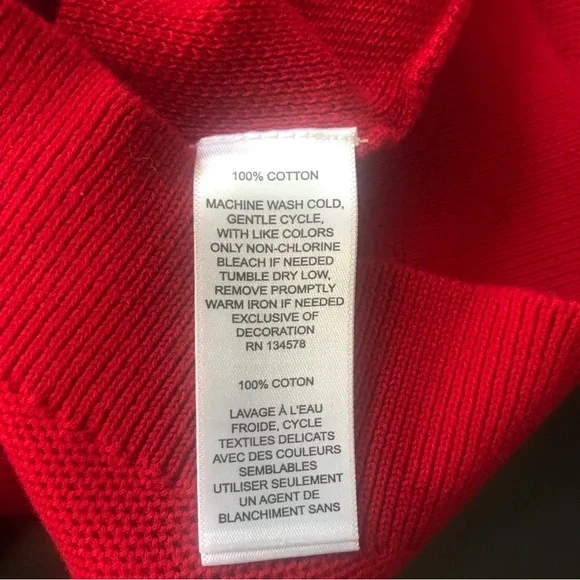 100% COTTON
MACHINE WASH COLD,
GENTLE CYCLE,
WITH LIKE COLORS
ONLY NON-CHLORINE
BLEACH IF NEEDED
TUMBLE DRY LOW,
REMOVE PROMPTLY
WARM IRON IF NEEDED
EXCLUSIVE OF
DECORATION
RN 134578
100% COTON
LAVAGE À L'EAU
FROIDE, CYCLE
TEXTILES DELICATS
AVEC DES COULEURS
SEMBLABLES
UTILISER SEULEMENT
UN AGENT DE
BLANCHIMENT SANS